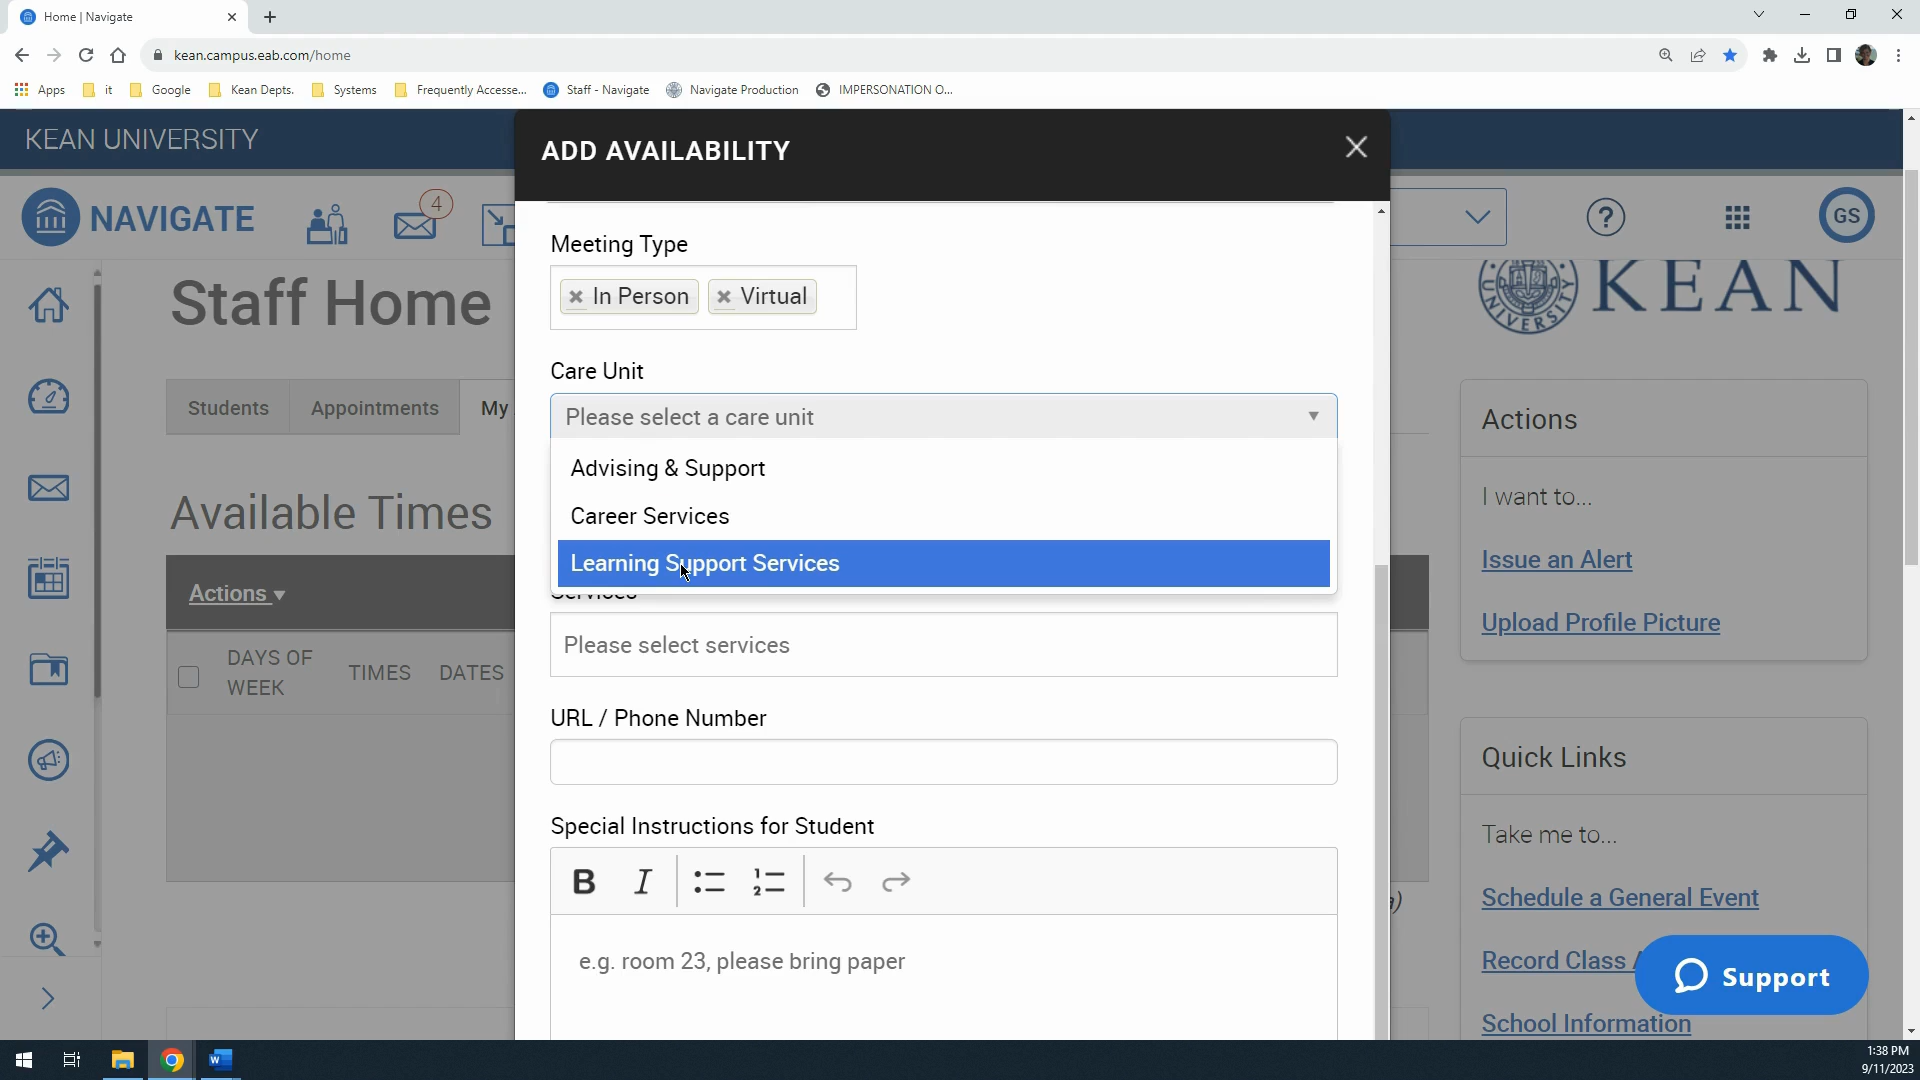 Home | Navigate
kean.campus.eab.com/home
Apps it Google Kean Depts. Systems Frequently Accesse... Staff - Navigate Navigate Production IMPERSONATION O...
KEAN UNIVERSITY
ADD AVAILABILITY
NAVIGATE
4
GS
Staff Home
KEAN
Students
Appointments
My
Available Times
Actions
DAYS OF WEEK
TIMES
DATES
Meeting Type
In Person
Virtual
Care Unit
Please select a care unit
Advising & Support
Career Services
Learning Support Services
Services
Please select services
URL / Phone Number
Special Instructions for Student
B I
e.g. room 23, please bring paper
Actions
I want to...
Issue an Alert
Upload Profile Picture
Quick Links
Take me to...
Schedule a General Event
Record Class
School Information
Support
1:38 PM
9/11/2023